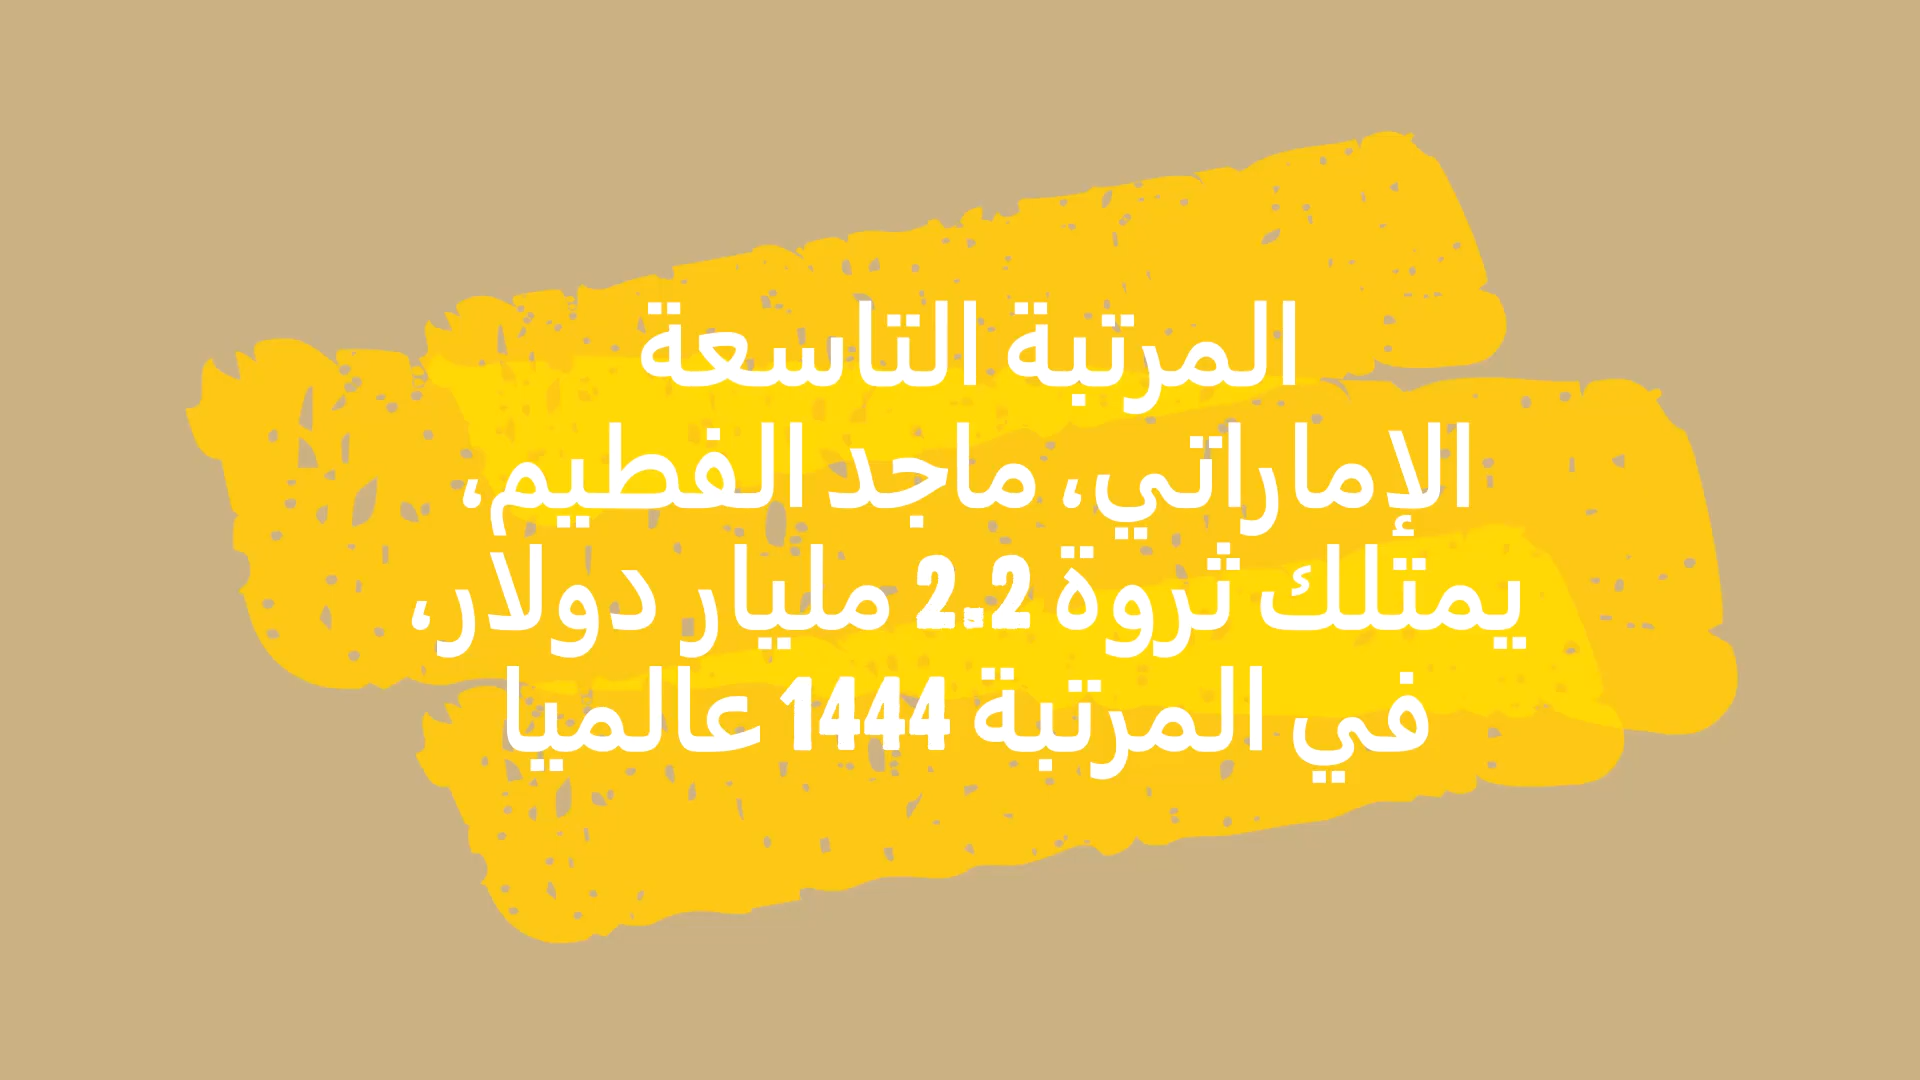 المرتبة التاسعة
الإماراتي، ماجد الفطيم،
يمتلك ثروة 2.2 مليار دولار،
في المرتبة 1444 عالميا